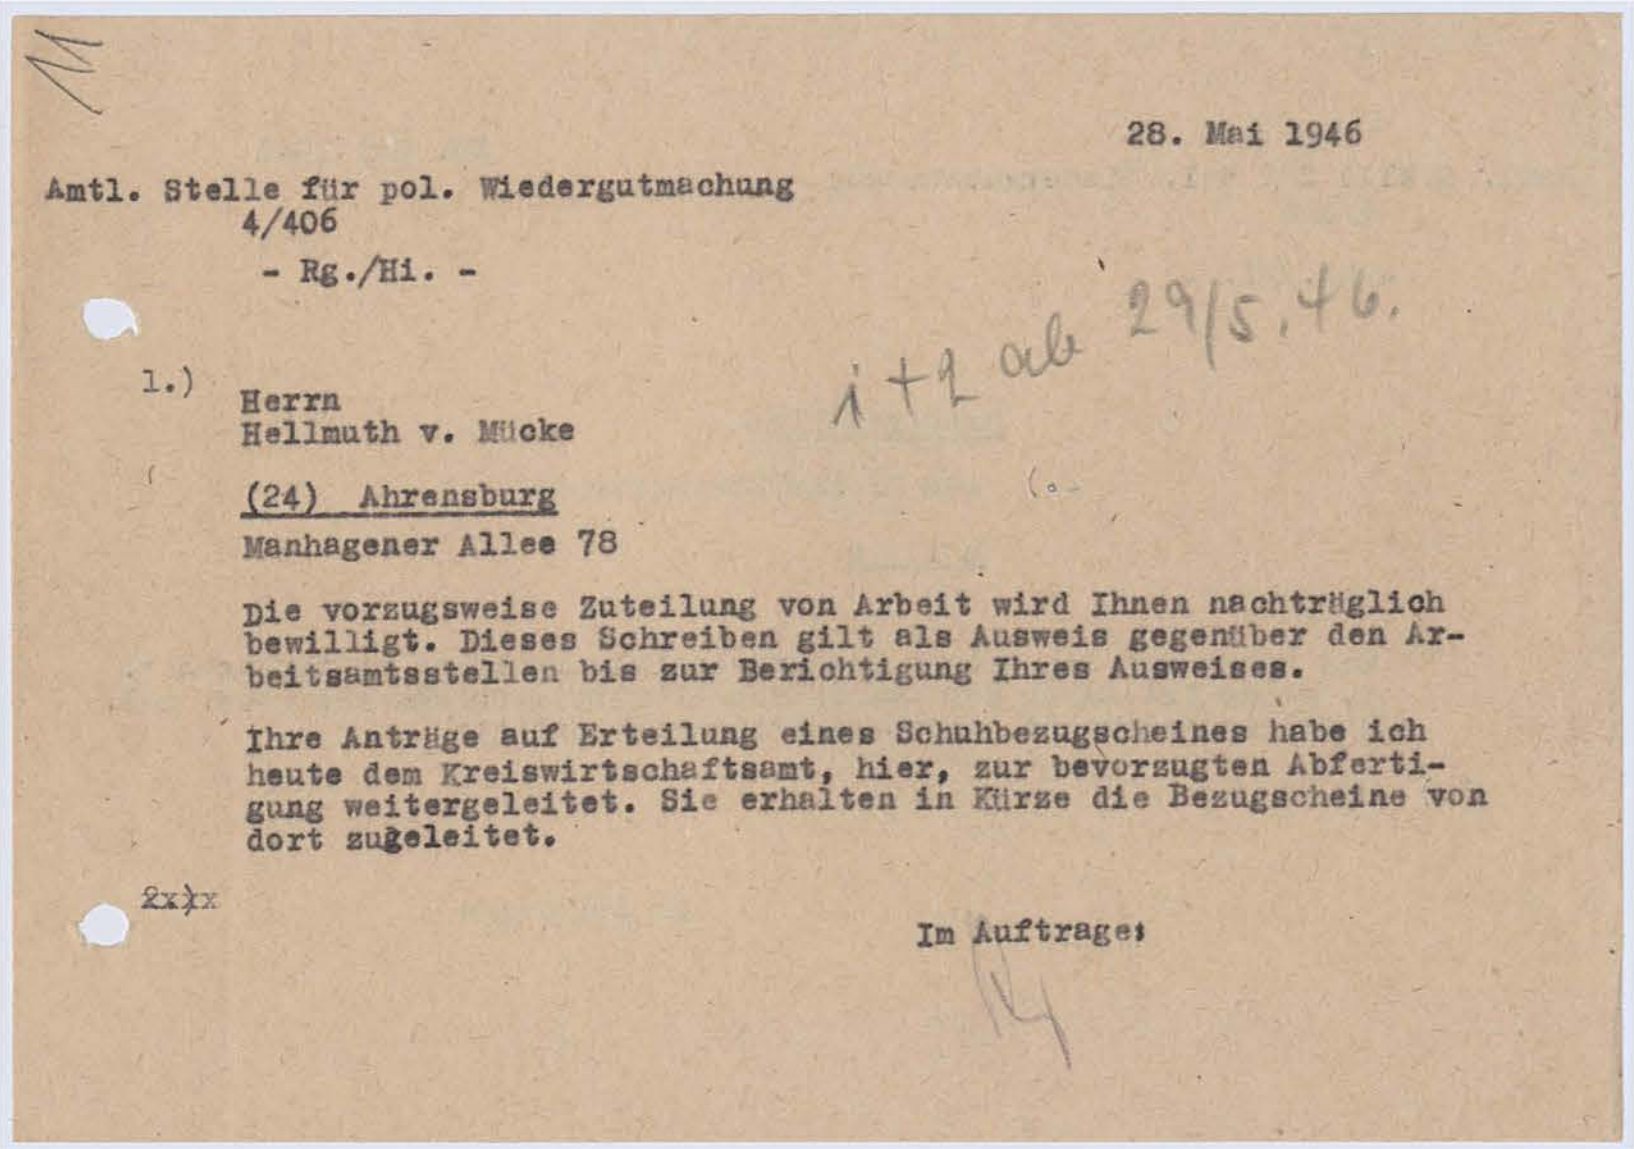 11
28. Mai 1946
Amtl. Stelle für pol. Wiedergutmachung
4/406
- Rg./Hi. -
1 + 2 ab 29/5.46.
1.)
Herrn
Hellmuth v. Mücke
(24) Ahrensburg
Manhagener Allee 78
Die vorzugsweise Zuteilung von Arbeit wird Ihnen nachträglich
bewilligt. Dieses Schreiben gilt als Ausweis gegenüber den Ar-
beitsamtsstellen bis zur Berichtigung Ihres Ausweises.
Ihre Anträge auf Erteilung eines Schuhbezugscheines habe ich
heute dem Kreiswirtschaftsamt, hier, zur bevorzugten Abferti-
gung weitergeleitet. Sie erhalten in Kürze die Bezugscheine von
dort zugeleitet.
Im Auftrage: